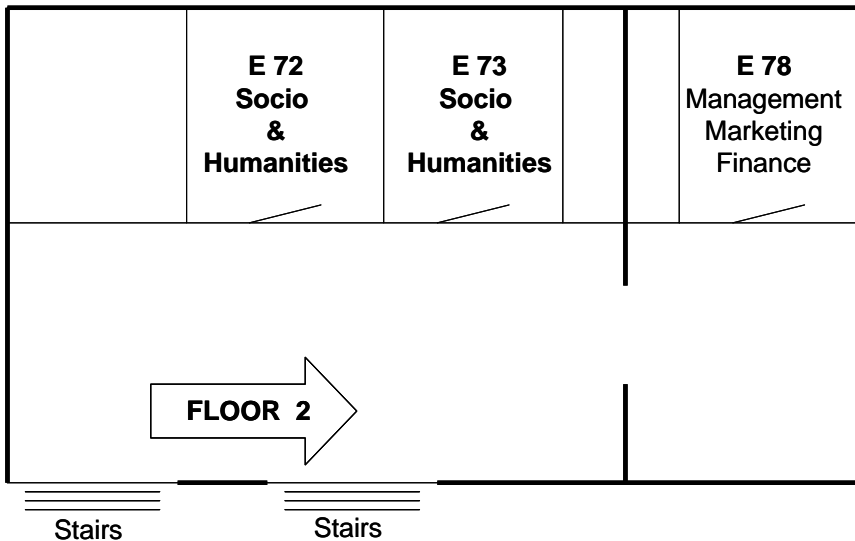 E 72
Socio
&
Humanities
E 73
Socio
&
Humanities
E 78
Management
Marketing
Finance
FLOOR 2
Stairs
Stairs